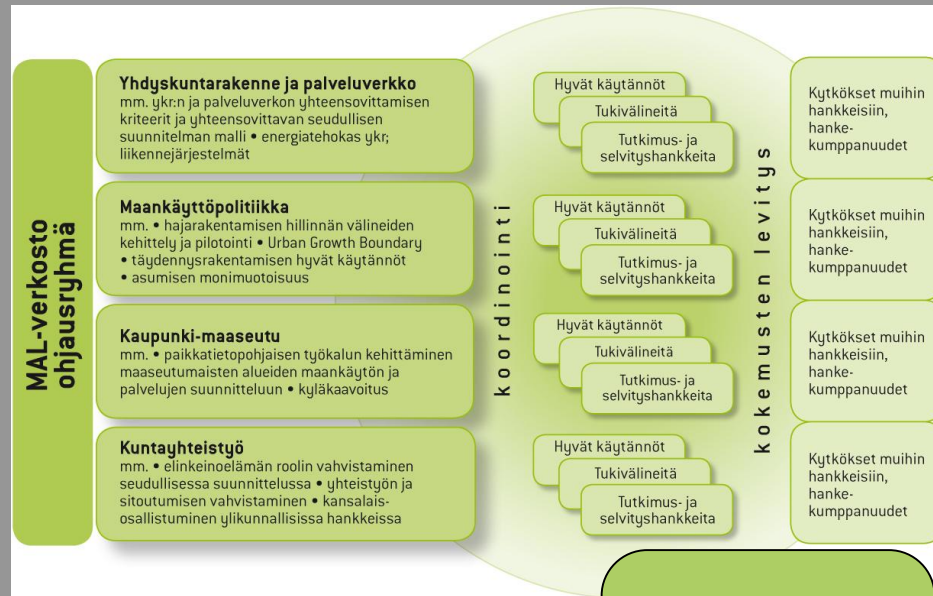 MAL-verkosto
ohjausryhmä
Yhdyskuntarakenne ja palveluverkko
mm. ykr:n ja palveluverkon yhteensovittamisen
kriteerit ja yhteensovittavan seudullisen
suunnitelman malli • energiatehokas ykr;
liikennejärjestelmät
Maankäyttöpolitiikka
mm. • hajarakentamisen hillinnän välineiden
kehittely ja pilotointi • Urban Growth Boundary
• täydennysrakentamisen hyvät käytännöt
• asumisen monimuotoisuus
Kaupunki-maaseutu
mm. • paikkatietopohjaisen työkalun kehittäminen
maaseutumaisten alueiden maankäytön ja
palvelujen suunnitteluun • kyläkaavoitus
Kuntayhteistyö
mm. • elinkeinoelämän roolin vahvistaminen
seudullisessa suunnittelussa • yhteistyön ja
sitoutumisen vahvistaminen • kansalais-
osallistuminen ylikunnallisissa hankkeissa
koordinointi
Hyvät käytännöt
Tukivälineitä
Tutkimus- ja
selvityshankkeita
Hyvät käytännöt
Tukivälineitä
Tutkimus- ja
selvityshankkeita
Hyvät käytännöt
Tukivälineitä
Tutkimus- ja
selvityshankkeita
Hyvät käytännöt
Tukivälineitä
Tutkimus- ja
selvityshankkeita
kokemusten levitys
Kytkökset muihin
hankkeisiin,
hanke-
kumppanuudet
Kytkökset muihin
hankkeisiin,
hanke-
kumppanuudet
Kytkökset muihin
hankkeisiin,
hanke-
kumppanuudet
Kytkökset muihin
hankkeisiin,
hanke-
kumppanuudet